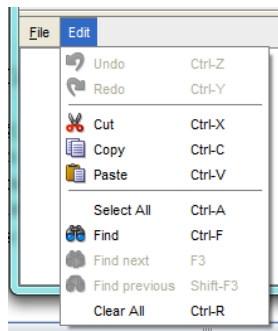 File Edit
Undo Ctrl-Z
Redo Ctrl-Y
Cut Ctrl-X
Copy Ctrl-C
Paste Ctrl-V
Select All Ctrl-A
Find Ctrl-F
Find next F3
Find previous Shift-F3
Clear All Ctrl-R